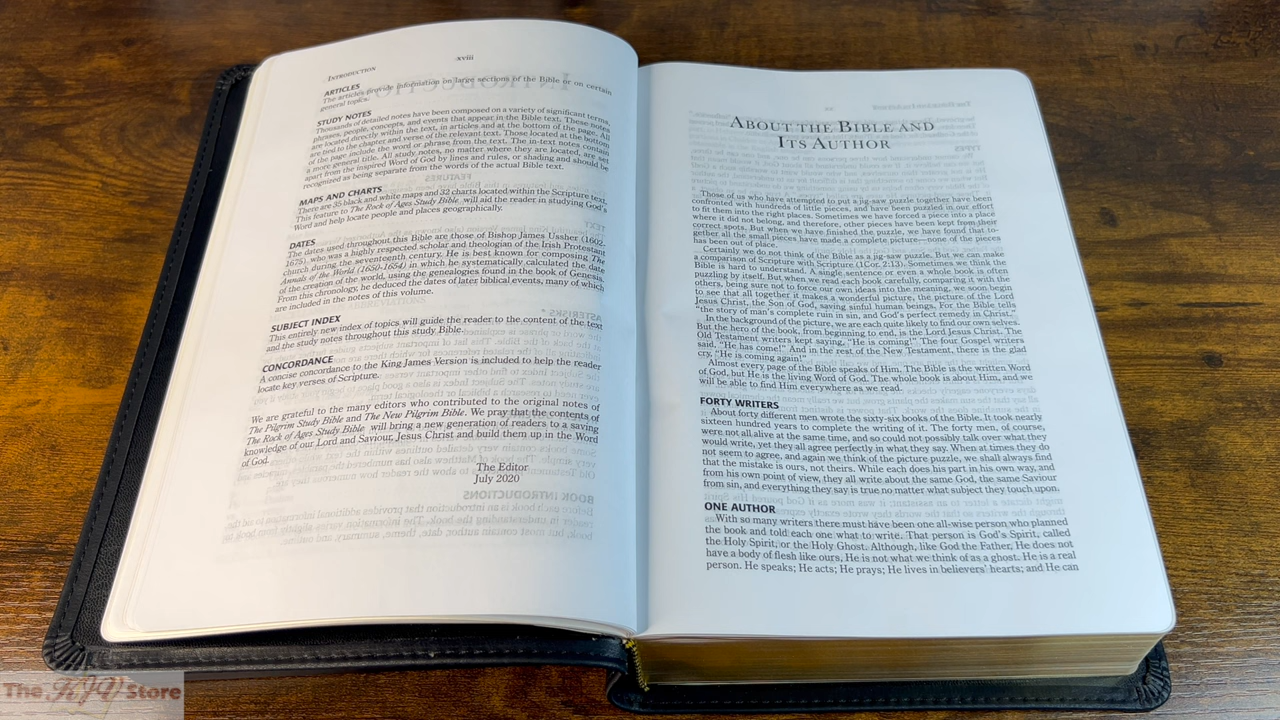 INTRODUCTION
xviii
ARTICLES
The articles provide information on large sections of the Bible or on certain
general topics.
STUDY NOTES
Thousands of detailed notes have been composed on a variety of significant terms,
phrases, people, concepts, and events that appear in the Bible text. These notes
are located directly within the text, in articles and at the bottom of the page. All
are tied to the chapter and verse of the relevant text. Those located at the bottom
of the page include the word or phrase from the text. The in-text notes contain
a more general title. All study notes, no matter where they are located, are set
apart from the inspired Word of God by lines and rules, or shading and should be
recognized as being separate from the words of the actual Bible text.
MAPS AND CHARTS
There are 35 black and white maps and 32 charts located within the Scripture text.
This feature to The Rock of Ages Study Bible will aid the reader in studying God's
Word and help locate people and places geographically.
DATES
The dates used throughout this Bible are those of Bishop James Ussher (1602-
1675), who was a highly respected scholar and theologian of the Irish Protestant
church during the seventeenth century. He is best known for composing The
Annals of the World (1650-1654) in which he systematically calculated the date
of the creation of the world, using the genealogies found in the book of Genesis.
From this chronology, he deduced the dates of later biblical events, many of which
are included in the notes of this volume.
SUBJECT INDEX
This entirely new index of topics will guide the reader to the content of the text
and the study notes throughout this study Bible.
CONCORDANCE
A concise concordance to the King James Version is included to help the reader
locate key verses of Scripture.
We are grateful to the many editors who contributed to the original notes of
The Pilgrim Study Bible and The New Pilgrim Bible. We pray that the contents of
The Rock of Ages Study Bible will bring a new generation of readers to a saving
knowledge of our Lord and Saviour, Jesus Christ and build them up in the Word
of God.
The Editor
July 2020
ABOUT THE BIBLE AND
ITS AUTHOR
Those of us who have attempted to put a jig-saw puzzle together have been
confronted with hundreds of little pieces, and have been puzzled in our effort
to fit them into the right places. Sometimes we have forced a piece into a place
where it did not belong, and therefore, other pieces have been kept from their
correct spots. But when we have finished the puzzle, we have found that to-
gether all the small pieces have made a complete picture—none of the pieces
has been out of place.
Certainly we do not think of the Bible as a jig-saw puzzle. But we can make
a comparison of Scripture with Scripture (1Cor. 2:13). Sometimes we think the
Bible is hard to understand. A single sentence or even a whole book is often
puzzling by itself. But when we read each book carefully, comparing it with the
others, being sure not to force our own ideas into the meaning, we soon begin
to see that all together it makes a wonderful picture, the picture of the Lord
Jesus Christ, the Son of God, saving sinful human beings. For the Bible tells
“the story of man's complete ruin in sin, and God's perfect remedy in Christ.”
In the background of the picture, we are each quite likely to find our own selves.
But the hero of the book, from beginning to end, is the Lord Jesus Christ. The
Old Testament writers kept saying, “He is coming!” The four Gospel writers
said, “He has come!” And in the rest of the New Testament, there is the glad
cry, “He is coming again!”
Almost every page of the Bible speaks of Him. The Bible is the written Word
of God, but He is the living Word of God. The whole book is about Him, and we
will be able to find Him everywhere as we read.
FORTY WRITERS
About forty different men wrote the sixty-six books of the Bible. It took nearly
sixteen hundred years to complete the writing of it. The forty men, of course,
were not all alive at the same time, and so could not possibly talk over what they
would write, yet they all agree perfectly in what they say. When at times they do
not seem to agree, and again we think of the picture puzzle, we shall always find
that the mistake is ours, not theirs. While each does his part in his own way, and
from his own point of view, they all write about the same God, the same Saviour
from sin, and everything they say is true no matter what subject they touch upon.
ONE AUTHOR
With so many writers there must have been one all-wise person who planned
the book and told each one what to write. That person is God's Spirit, called
the Holy Spirit, or the Holy Ghost. Although, like God the Father, He does not
have a body of flesh like ours, He is not what we think of as a ghost. He is a real
person. He speaks; He acts; He prays; He lives in believers' hearts; and He can
The KJV Store